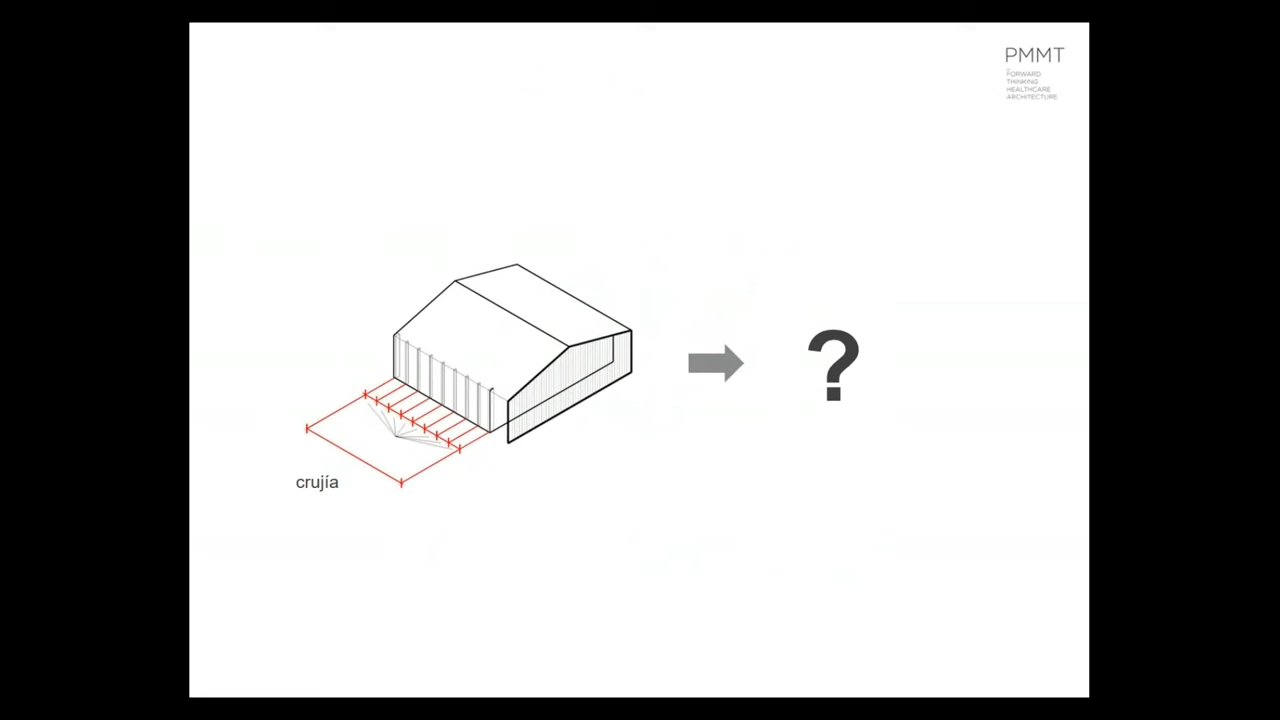 PMMT
FORWARD
THINKING
HEALTHCARE
ARCHITECTURE
?
crujía